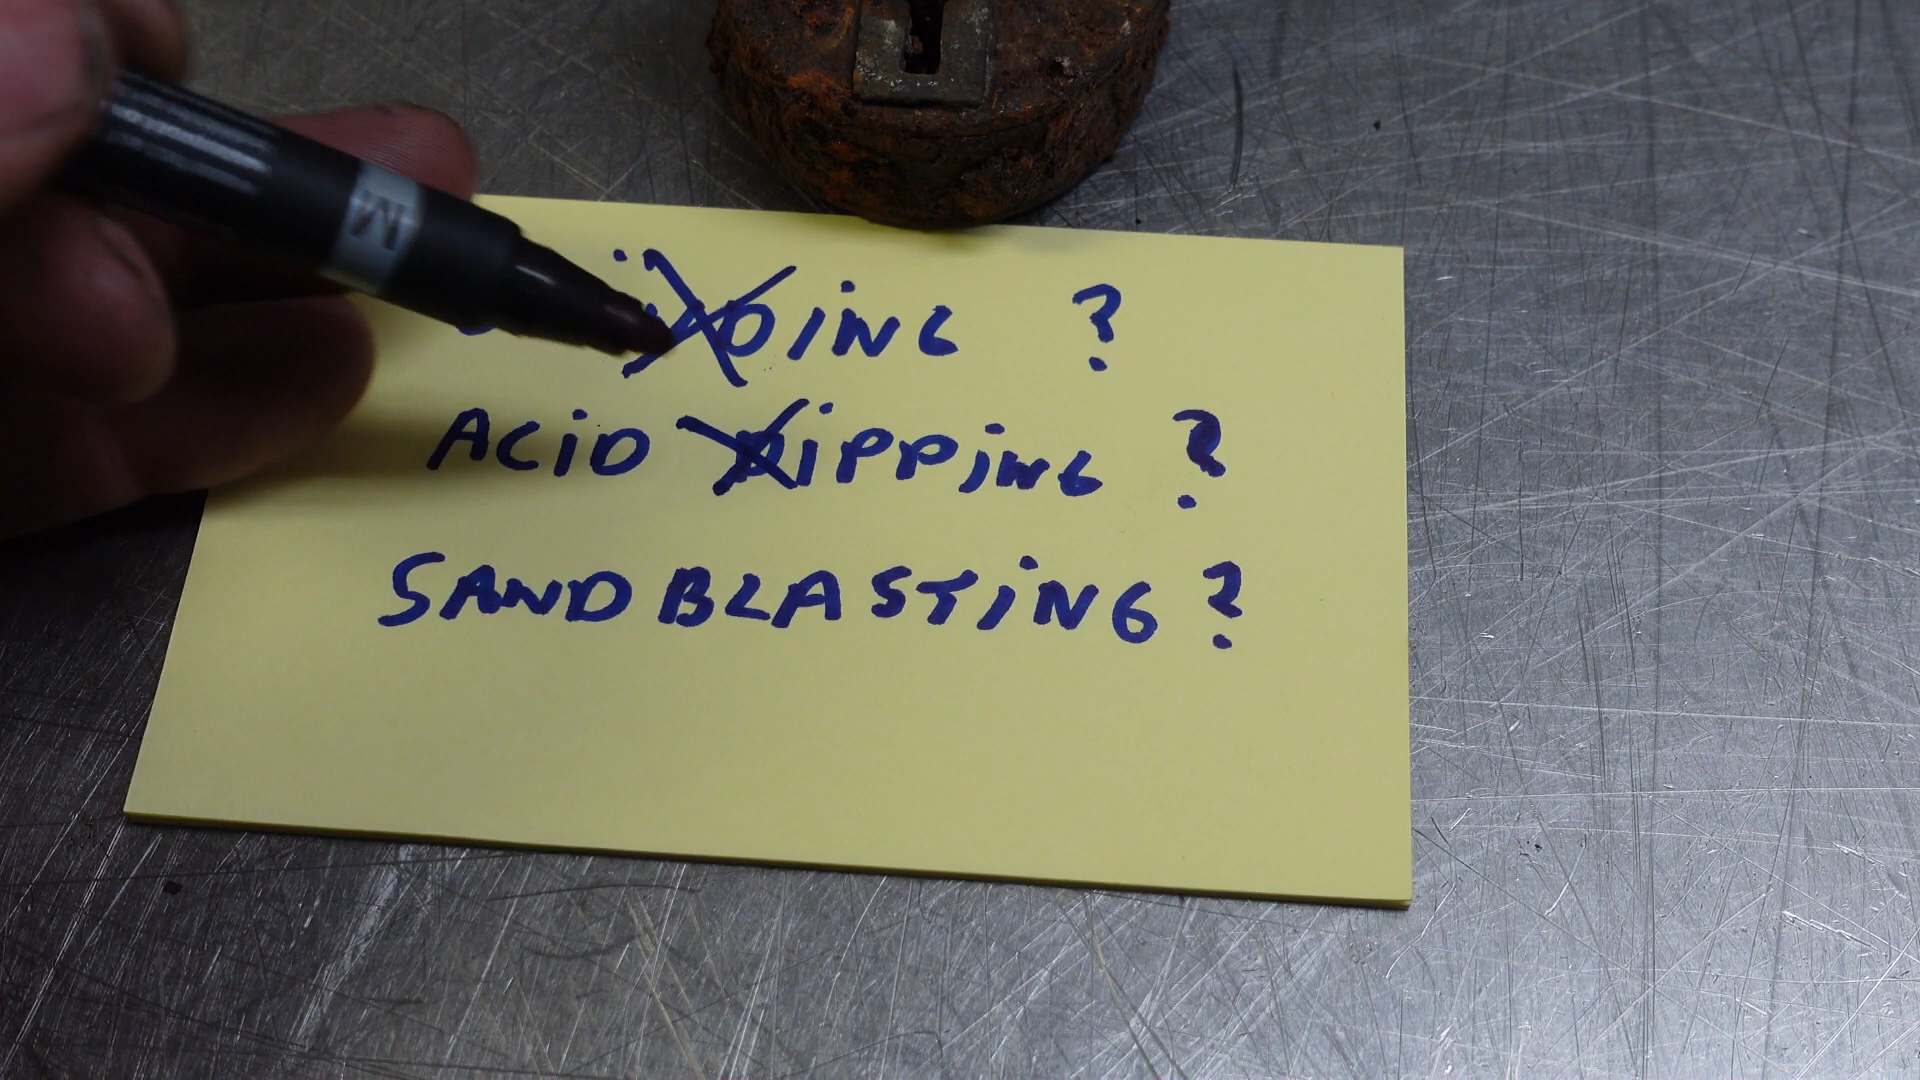 ?
ACiD DiPPiNG ?
SANDBLASTiNG ?
M